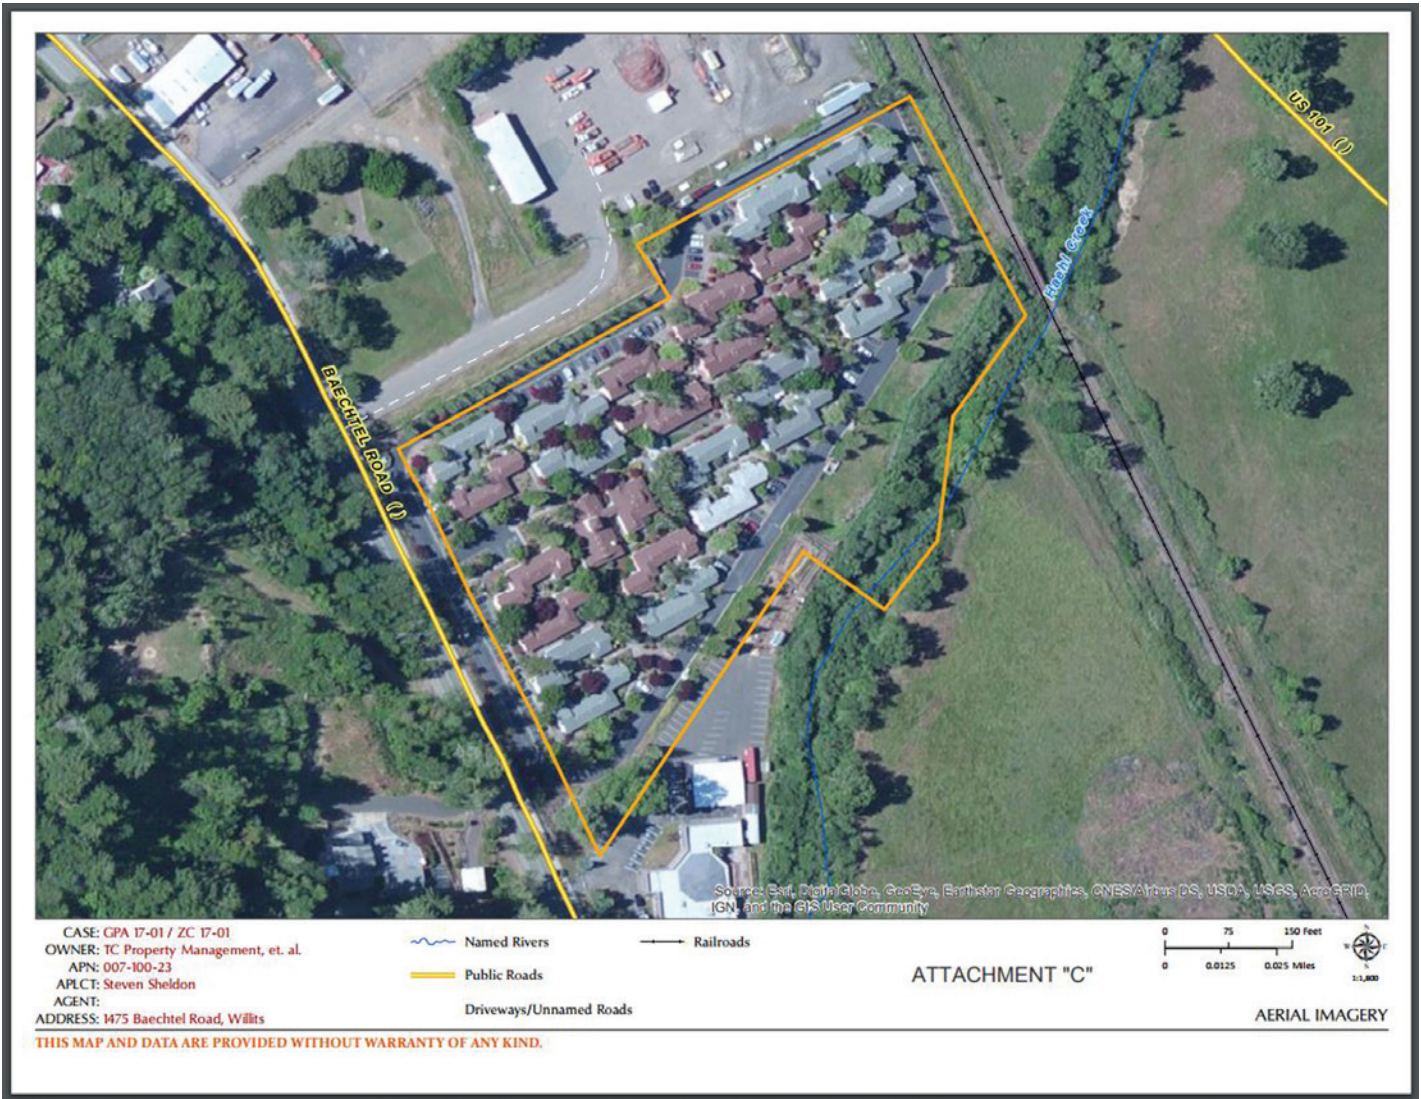 US 101 ( )
Haehl Creek
BAECHTEL ROAD ( )
Source: Esri, DigitalGlobe, GeoEye, Earthstar Geographics, CNES/Airbus DS, USDA, USGS, AeroGRID,
IGN, and the GIS User Community
CASE: GPA 17-01 / ZC 17-01
OWNER: TC Property Management, et. al.
APN: 007-100-23
APLCT: Steven Sheldon
AGENT:
ADDRESS: 1475 Baechtel Road, Willits
Named Rivers
Railroads
Public Roads
Driveways/Unnamed Roads
ATTACHMENT "C"
0 75 150 Feet
0 0.0125 0.025 Miles
N
W E
S
1:1,800
AERIAL IMAGERY
THIS MAP AND DATA ARE PROVIDED WITHOUT WARRANTY OF ANY KIND.